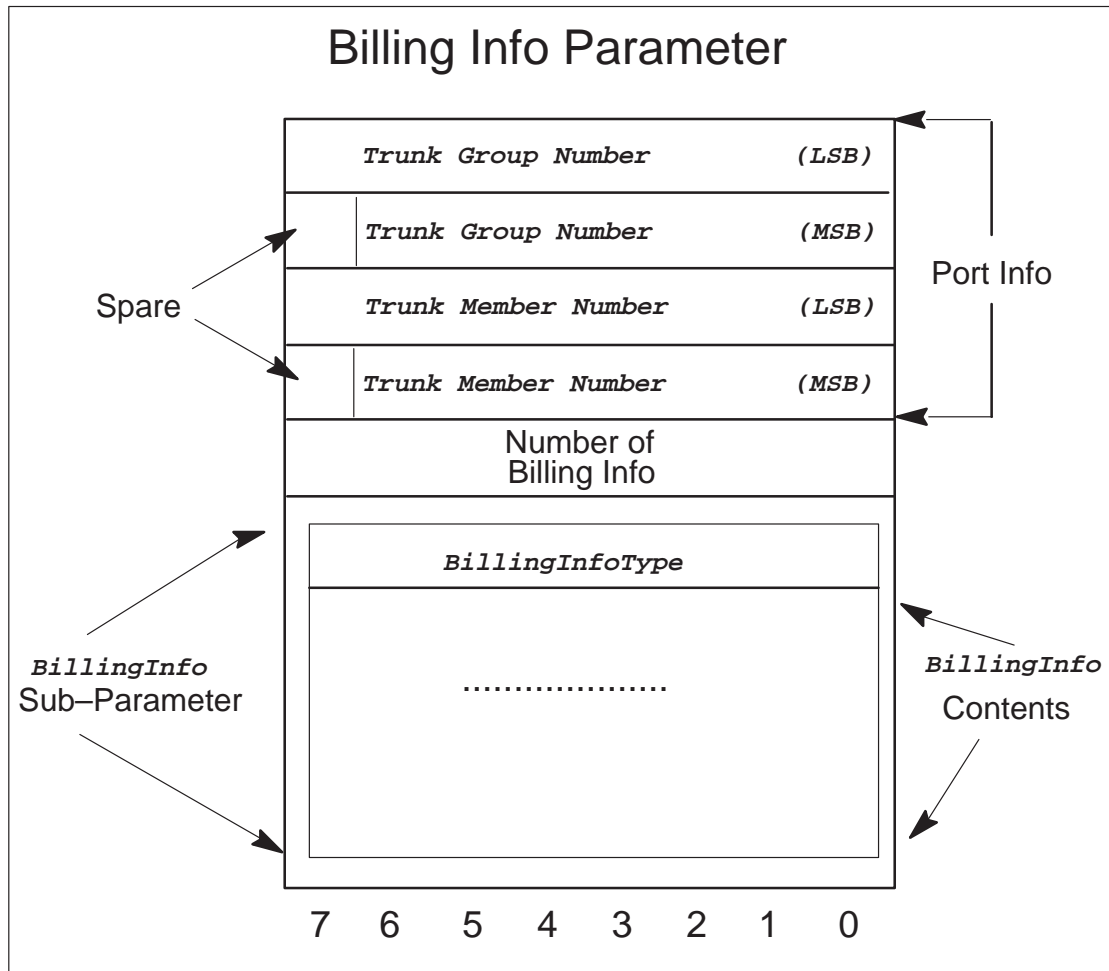 Billing Info Parameter
Trunk Group Number (LSB)
Trunk Group Number (MSB)
Spare
Port Info
Trunk Member Number (LSB)
Trunk Member Number (MSB)
Number of
Billing Info
BillingInfoType
BillingInfo
Sub–Parameter
....................
BillingInfo
Contents
7 6 5 4 3 2 1 0